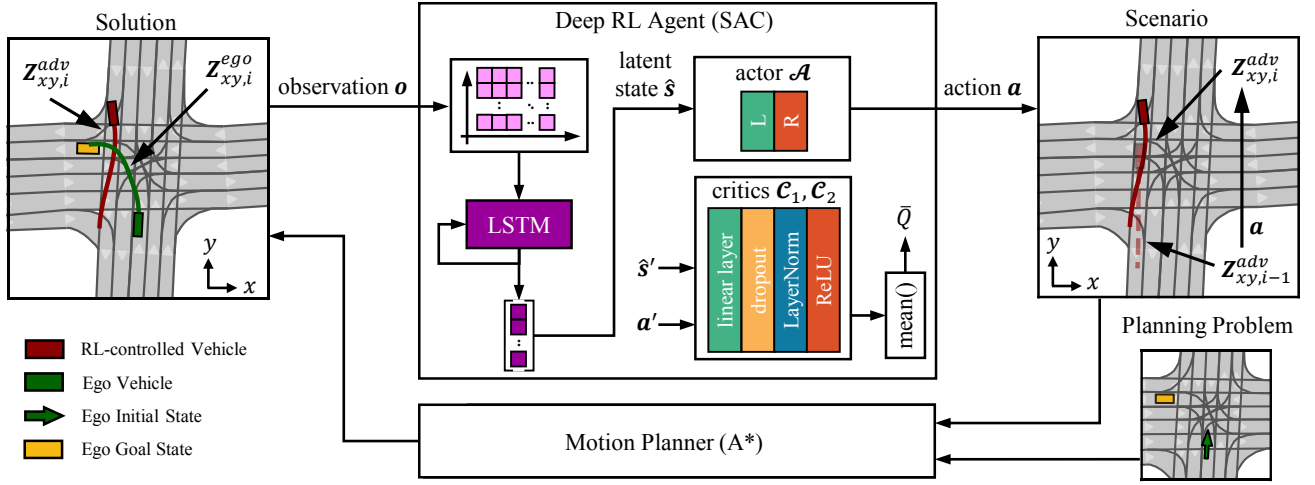 Solution
Z^{adv}_{xy,i}
Z^{ego}_{xy,i}
y
x
RL-controlled Vehicle
Ego Vehicle
Ego Initial State
Ego Goal State
observation o
Deep RL Agent (SAC)
LSTM
latent
state ŝ
actor 𝓐
L
R
critics 𝓒₁, 𝓒₂
linear layer
dropout
LayerNorm
ReLU
ŝ′
a′
Q̄
mean()
action a
Motion Planner (A*)
Scenario
Z^{adv}_{xy,i}
a
y
x
Z^{adv}_{xy,i−1}
Planning Problem